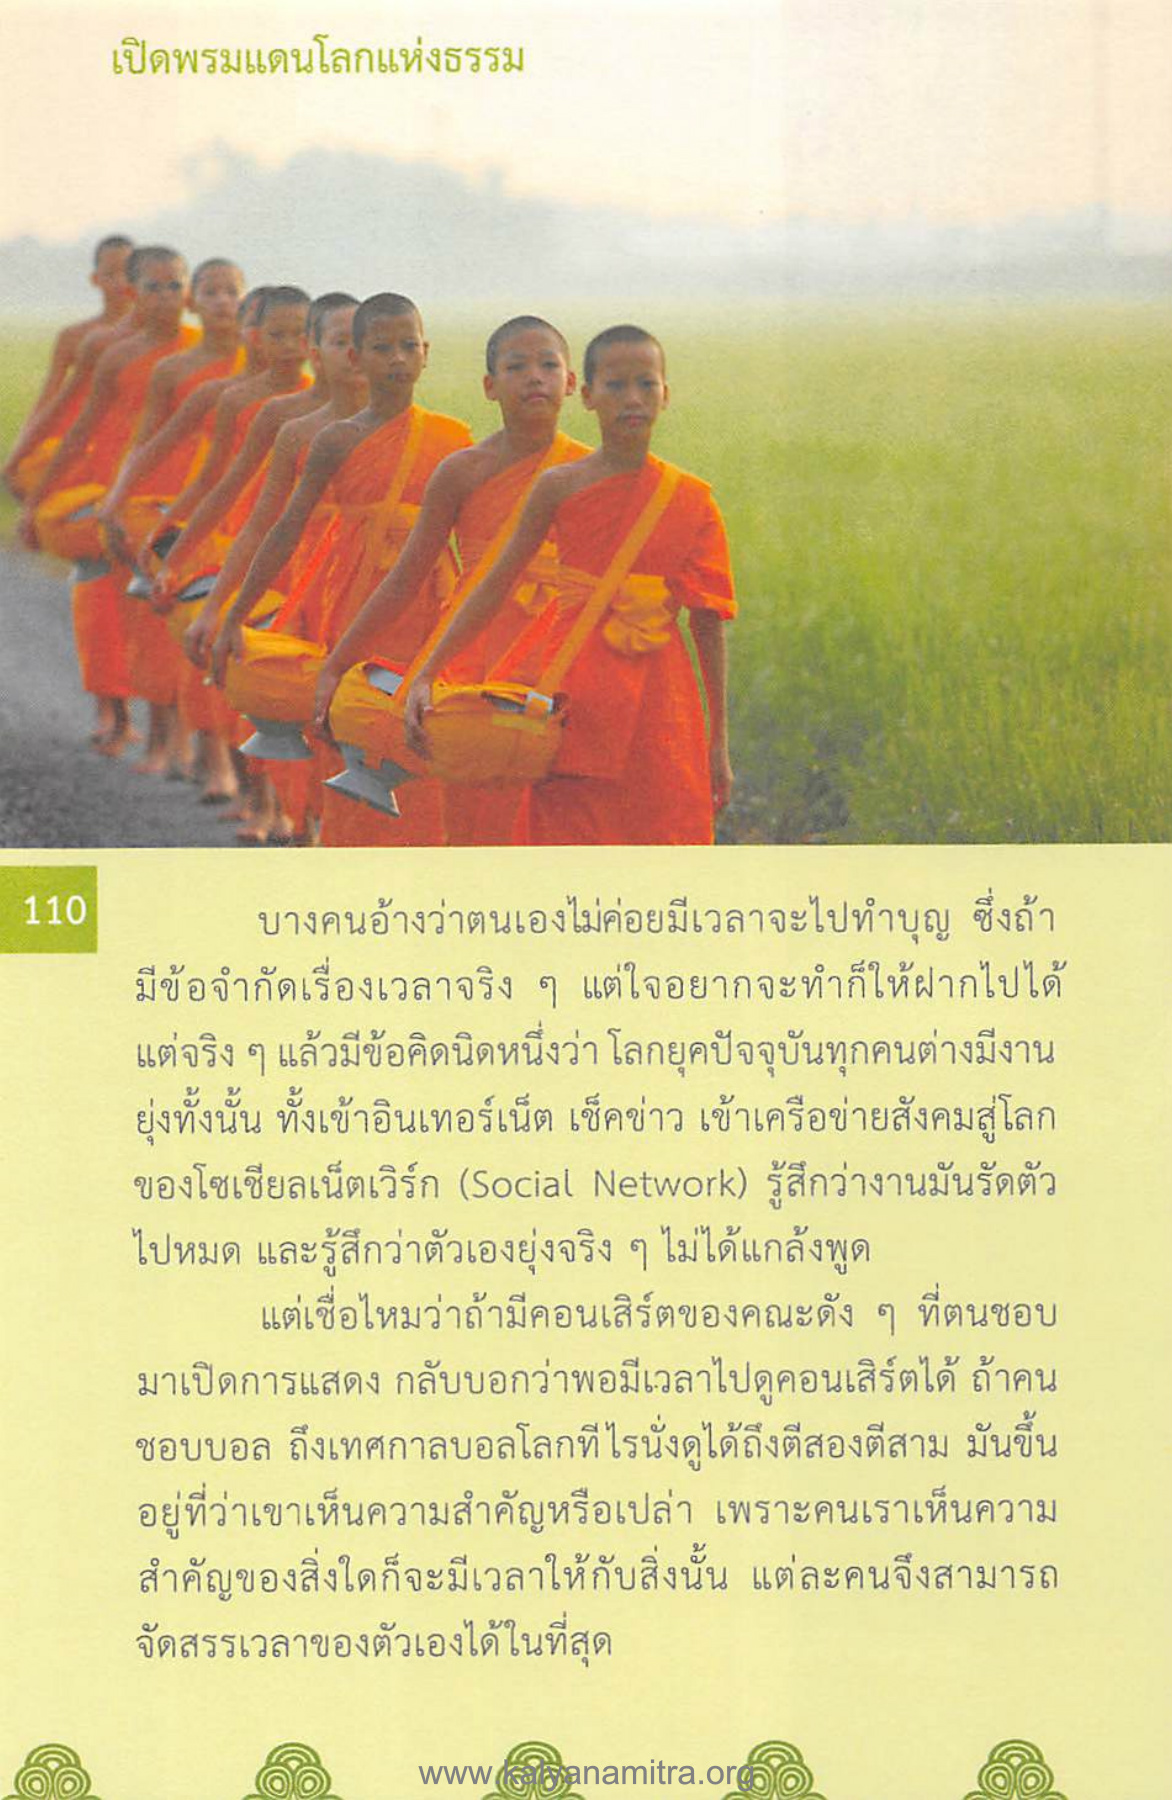 เปิดพรมแดนโลกแห่งธรรม
110
บางคนอ้างว่าตนเองไม่ค่อยมีเวลาจะไปทำบุญ ซึ่งถ้า
มีข้อจำกัดเรื่องเวลาจริง ๆ แต่ใจอยากจะทำก็ให้ฝากไปได้
แต่จริง ๆ แล้วมีข้อคิดนิดหนึ่งว่า โลกยุคปัจจุบันทุกคนต่างมีงาน
ยุ่งทั้งนั้น ทั้งเข้าอินเทอร์เน็ต เช็คข่าว เข้าเครือข่ายสังคมสู่โลก
ของโซเชียลเน็ตเวิร์ก (Social Network) รู้สึกว่างานมันรัดตัว
ไปหมด และรู้สึกว่าตัวเองยุ่งจริง ๆ ไม่ได้แกล้งพูด
แต่เชื่อไหมว่าถ้ามีคอนเสิร์ตของคณะดัง ๆ ที่ตนชอบ
มาเปิดการแสดง กลับบอกว่าพอมีเวลาไปดูคอนเสิร์ตได้ ถ้าคน
ชอบบอล ถึงเทศกาลบอลโลกทีไรนั่งดูได้ถึงตีสองตีสาม มันขึ้น
อยู่ที่ว่าเขาเห็นความสำคัญหรือเปล่า เพราะคนเราเห็นความ
สำคัญของสิ่งใดก็จะมีเวลาให้กับสิ่งนั้น แต่ละคนจึงสามารถ
จัดสรรเวลาของตัวเองได้ในที่สุด
www.kalyanamitra.org